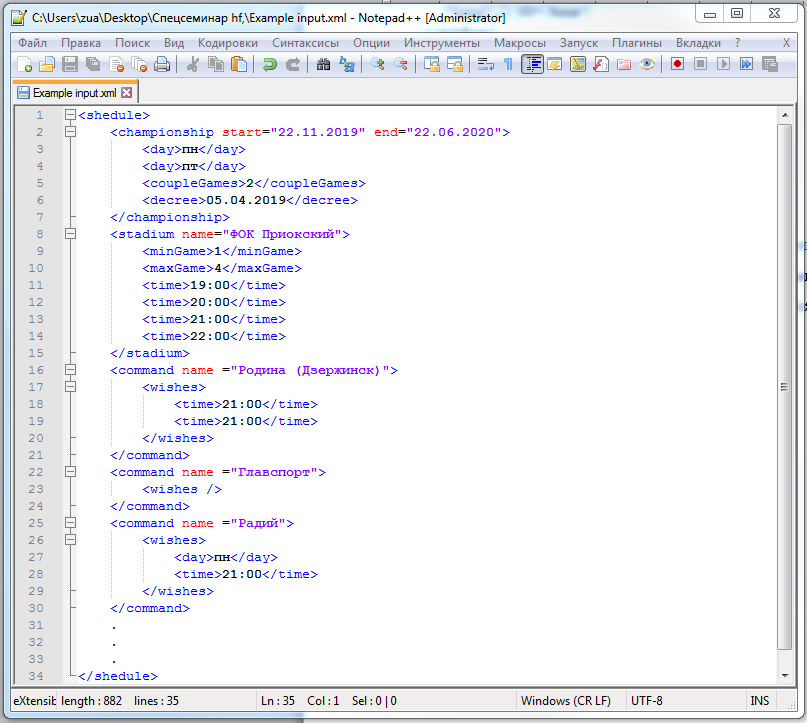 C:\Users\zua\Desktop\Спецсеминар hf,\Example input.xml - Notepad++ [Administrator]
Файл Правка Поиск Вид Кодировки Синтаксисы Опции Инструменты Макросы Запуск Плагины Вкладки ? X
Example input.xml
1 <shedule>
2 <championship start="22.11.2019" end="22.06.2020">
3 <day>пн</day>
4 <day>пт</day>
5 <coupleGames>2</coupleGames>
6 <decree>05.04.2019</decree>
7 </championship>
8 <stadium name="ФОК Приокский">
9 <minGame>1</minGame>
10 <maxGame>4</maxGame>
11 <time>19:00</time>
12 <time>20:00</time>
13 <time>21:00</time>
14 <time>22:00</time>
15 </stadium>
16 <command name ="Родина (Дзержинск)">
17 <wishes>
18 <time>21:00</time>
19 <time>21:00</time>
20 </wishes>
21 </command>
22 <command name ="Главспорт">
23 <wishes />
24 </command>
25 <command name ="Радий">
26 <wishes>
27 <day>пн</day>
28 <time>21:00</time>
29 </wishes>
30 </command>
31 .
32 .
33 .
34 </shedule>
eXtensib length : 882 lines : 35 Ln : 35 Col : 1 Sel : 0 | 0 Windows (CR LF) UTF-8 INS